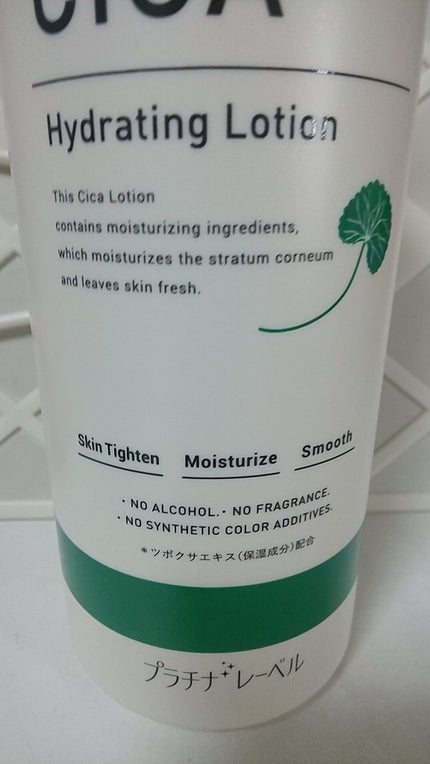 CICA
Hydrating Lotion
This Cica Lotion
contains moisturizing ingredients,
which moisturizes the stratum corneum
and leaves skin fresh.
Skin Tighten Moisturize Smooth
・NO ALCOHOL.・NO FRAGRANCE.
・NO SYNTHETIC COLOR ADDITIVES.
*ツボクサエキス(保湿成分)配合
プラチナレーベル